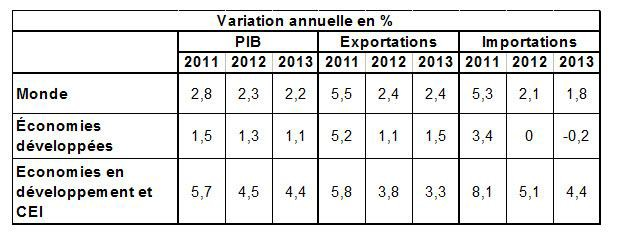 Variation annuelle en %
PIB Exportations Importations
2011 2012 2013 2011 2012 2013 2011 2012 2013
Monde 2,8 2,3 2,2 5,5 2,4 2,4 5,3 2,1 1,8
Économies
développées 1,5 1,3 1,1 5,2 1,1 1,5 3,4 0 -0,2
Economies en
développement et 5,7 4,5 4,4 5,8 3,8 3,3 8,1 5,1 4,4
CEI